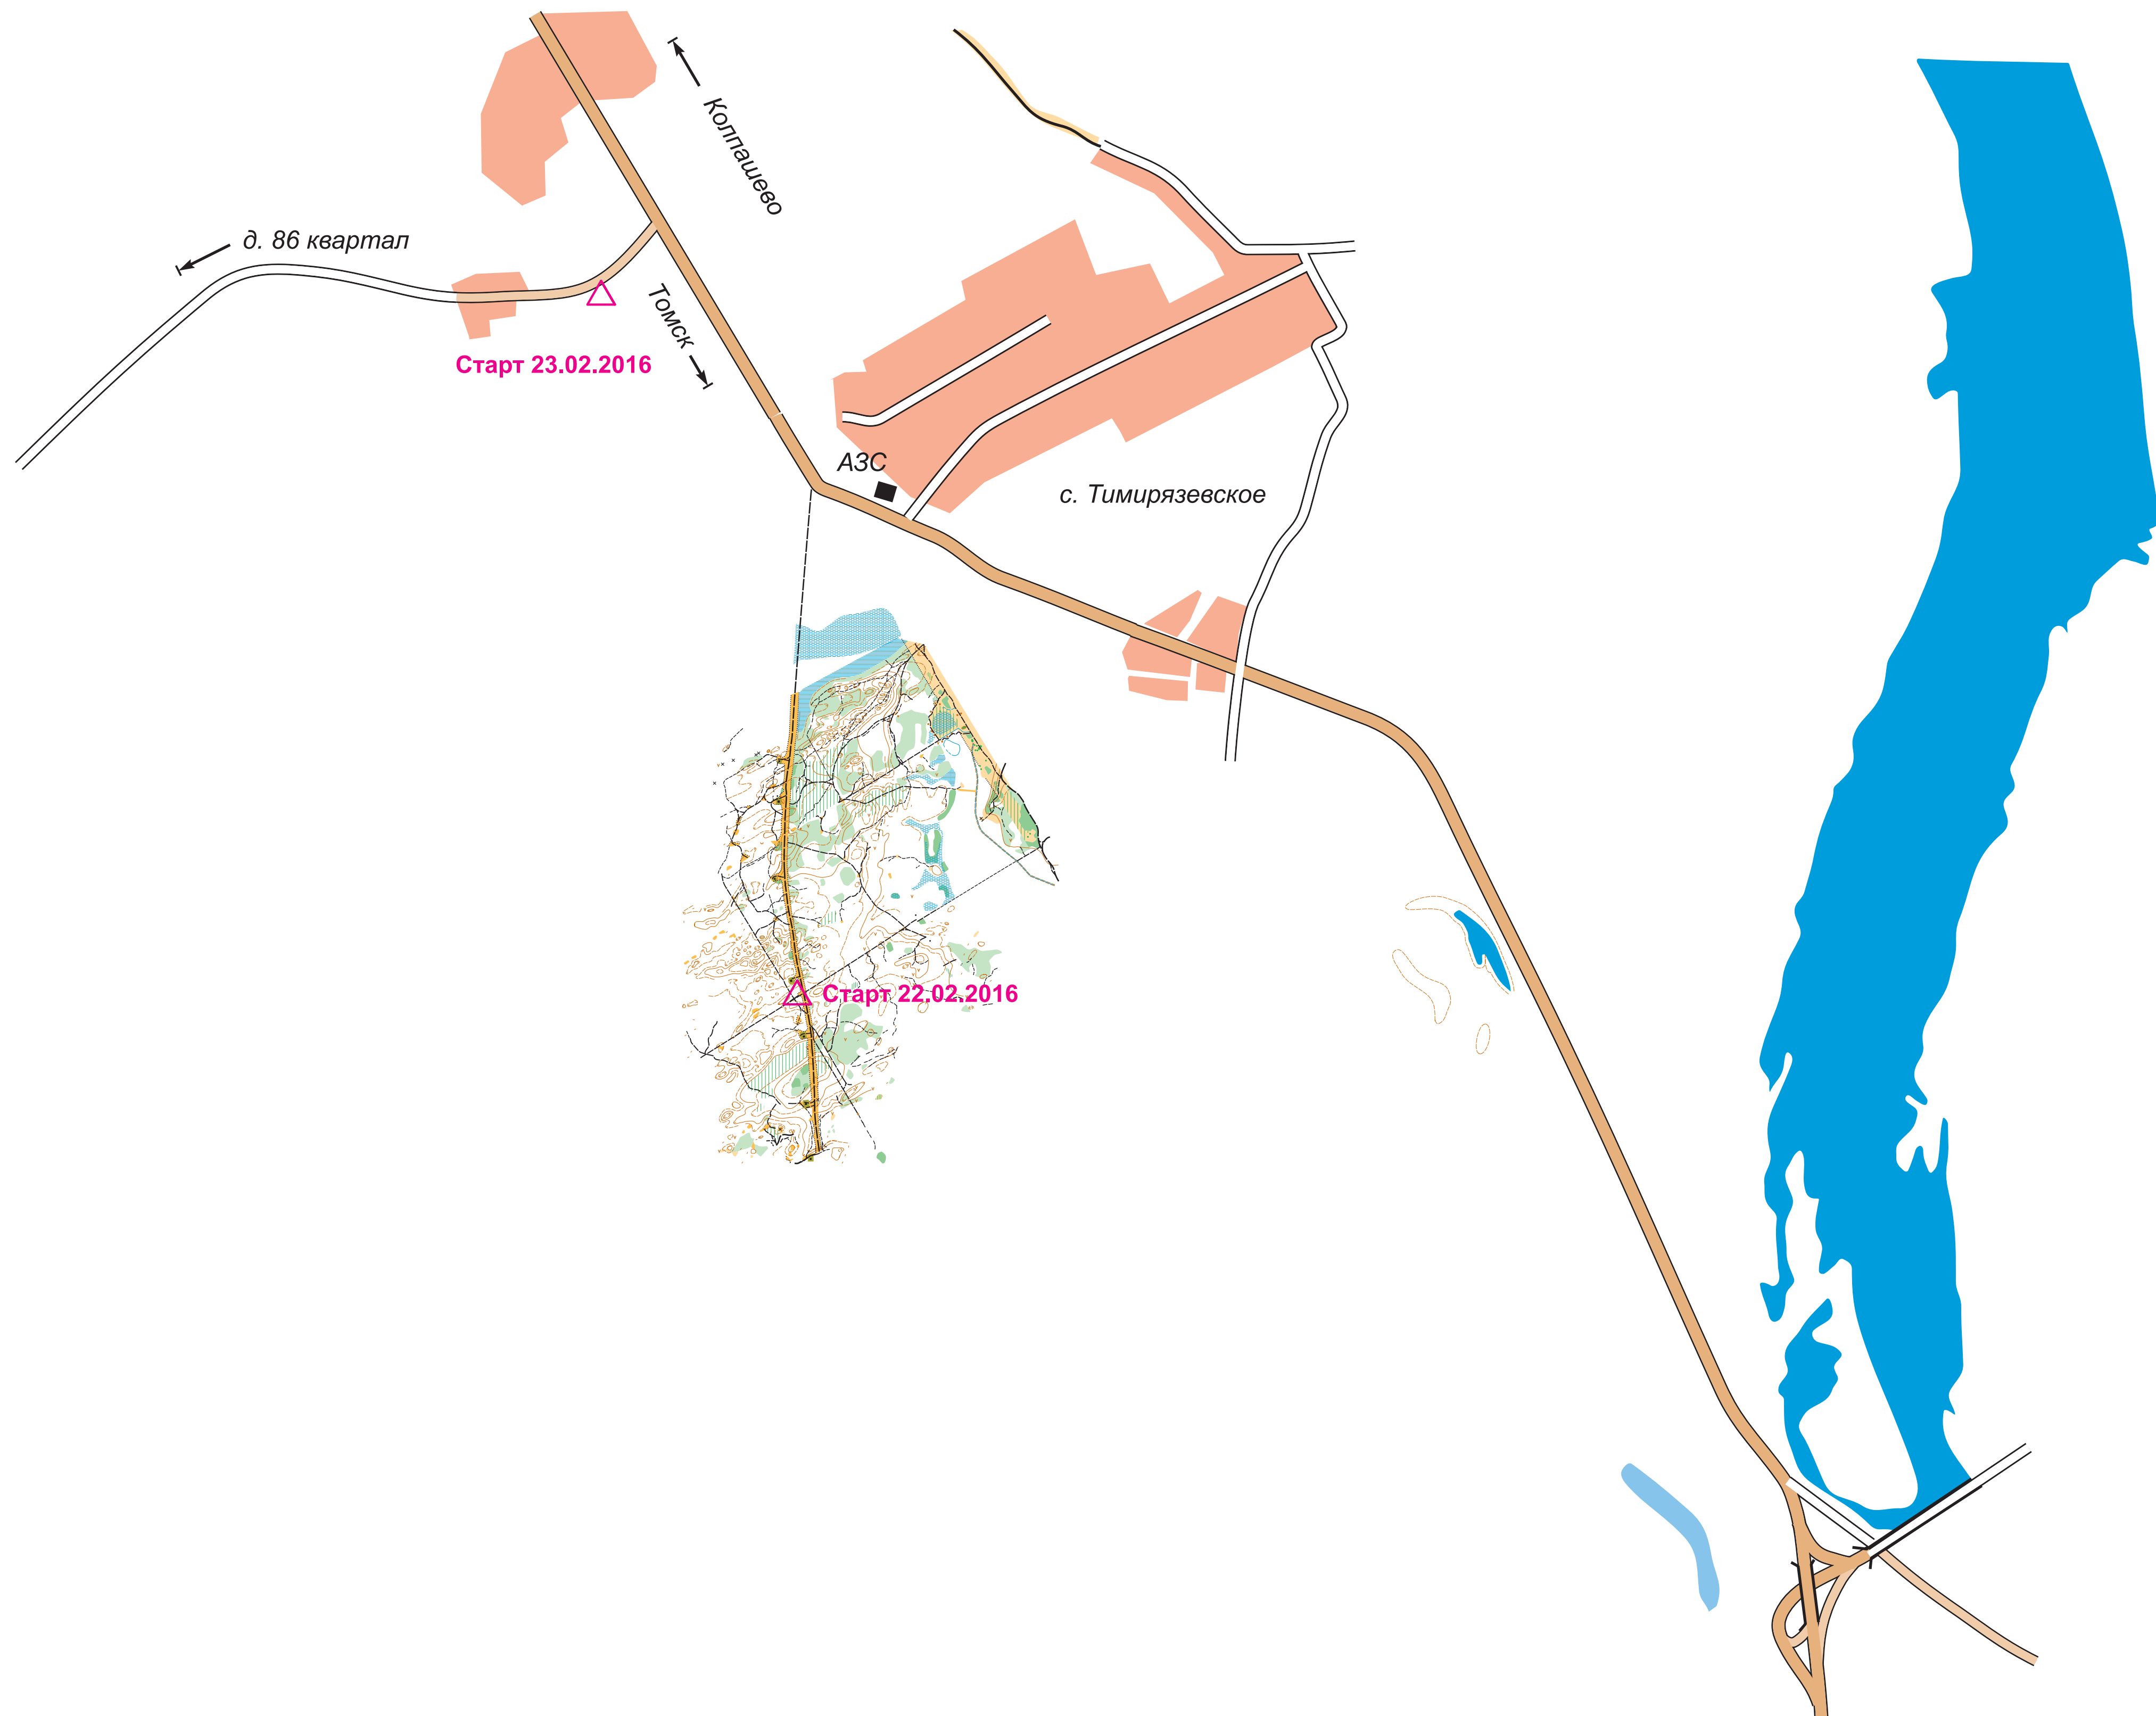 Колпашево
д. 86 квартал
Томск
Старт 23.02.2016
АЗС
с. Тимирязевское
Старт 22.02.2016